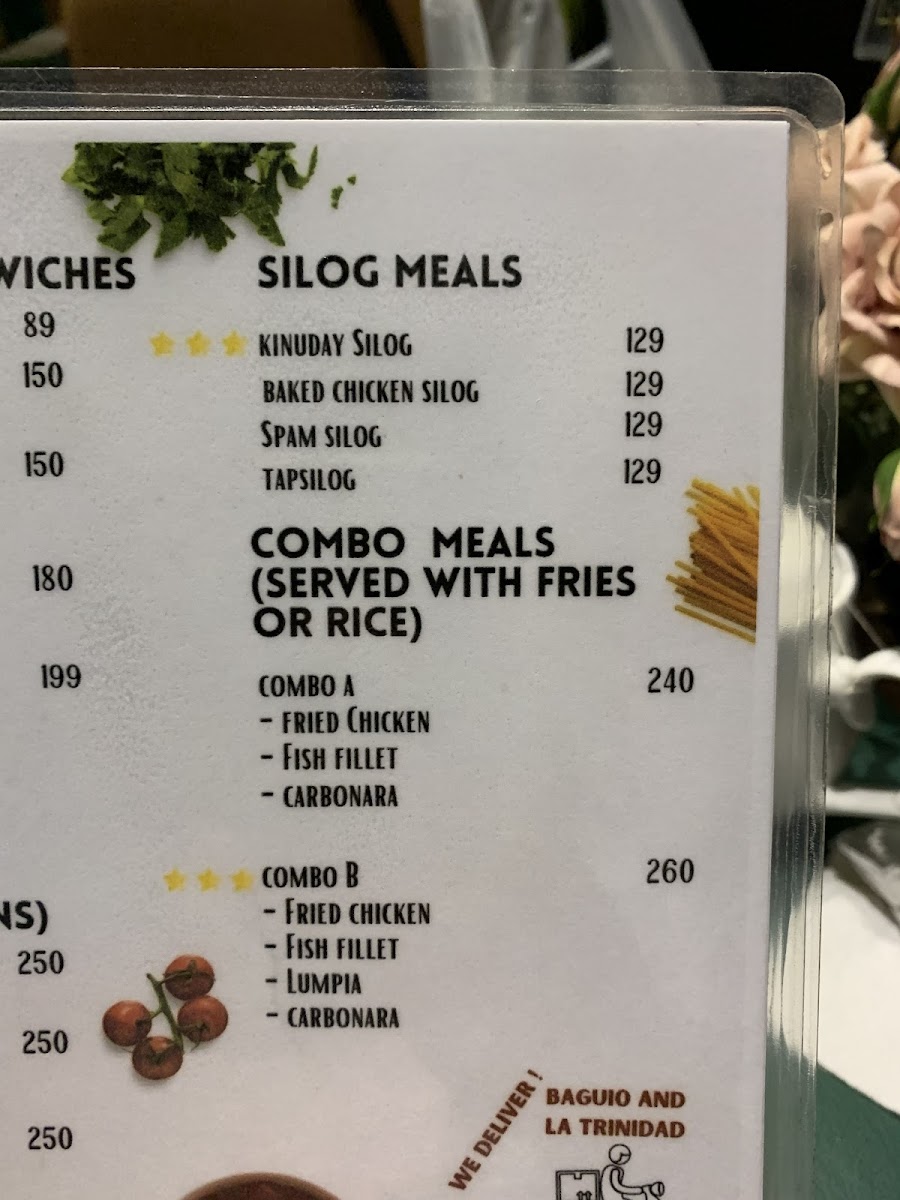 WICHES
89
150
150
180
199
NS)
250
250
250
SILOG MEALS
KINUDAY SILOG 129
BAKED CHICKEN SILOG 129
SPAM SILOG 129
TAPSILOG 129
COMBO MEALS
(SERVED WITH FRIES
OR RICE)
COMBO A 240
- FRIED CHICKEN
- FISH FILLET
- CARBONARA
COMBO B 260
- FRIED CHICKEN
- FISH FILLET
- LUMPIA
- CARBONARA
WE DELIVER !
BAGUIO AND
LA TRINIDAD